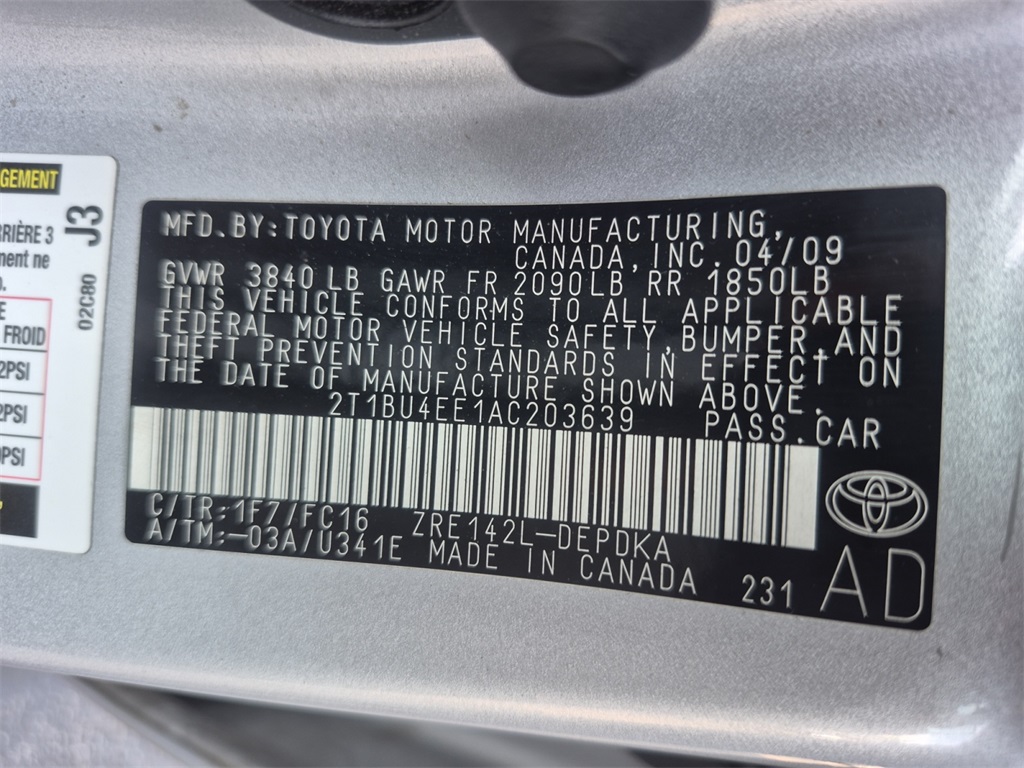 GEMENT
RRIÈRE 3
ment ne
E
FROID
2PSI
2PSI
0PSI
J3
02C80
MFD.BY:TOYOTA MOTOR MANUFACTURING,
CANADA,INC.04/09
GVWR 3840LB GAWR FR 2090LB RR 1850LB
THIS VEHICLE CONFORMS TO ALL APPLICABLE
FEDERAL MOTOR VEHICLE SAFETY,BUMPER,AND
THEFT PREVENTION STANDARDS IN EFFECT ON
THE DATE OF MANUFACTURE SHOWN ABOVE.
2T1BU4EE1AC203639 PASS.CAR
C/TR:1F7/FC16 ZRE142L-DEPDKA
A/TM:-03A/U341E MADE IN CANADA 231
AD